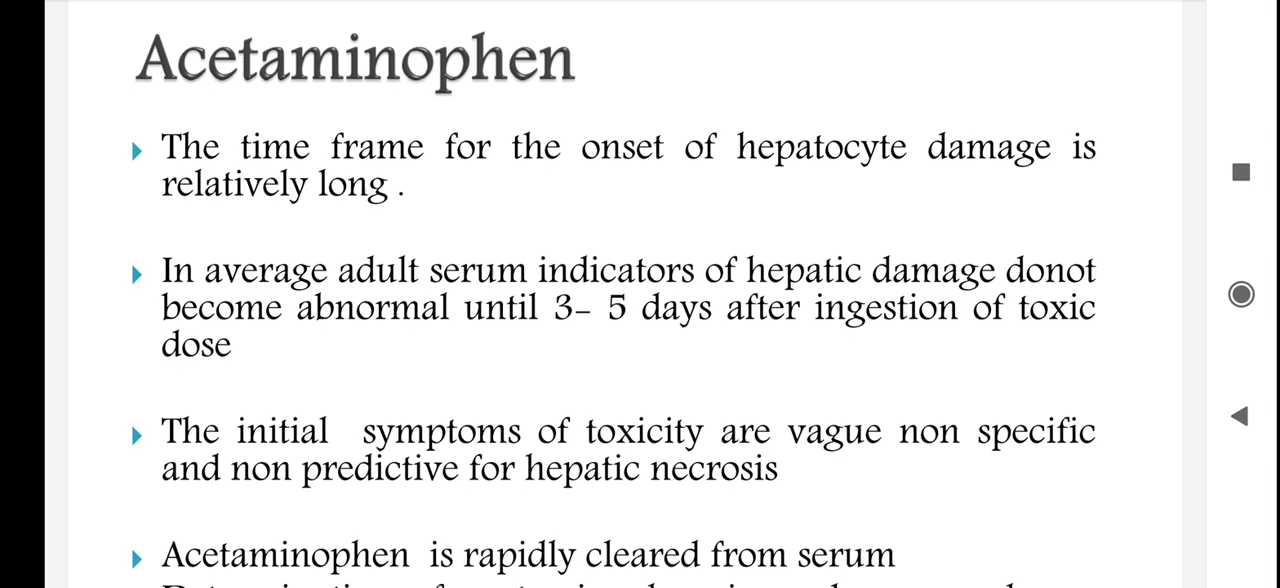 Acetaminophen
The time frame for the onset of hepatocyte damage is
relatively long .
In average adult serum indicators of hepatic damage donot
become abnormal until 3- 5 days after ingestion of toxic
dose
The initial symptoms of toxicity are vague non specific
and non predictive for hepatic necrosis
Acetaminophen is rapidly cleared from serum